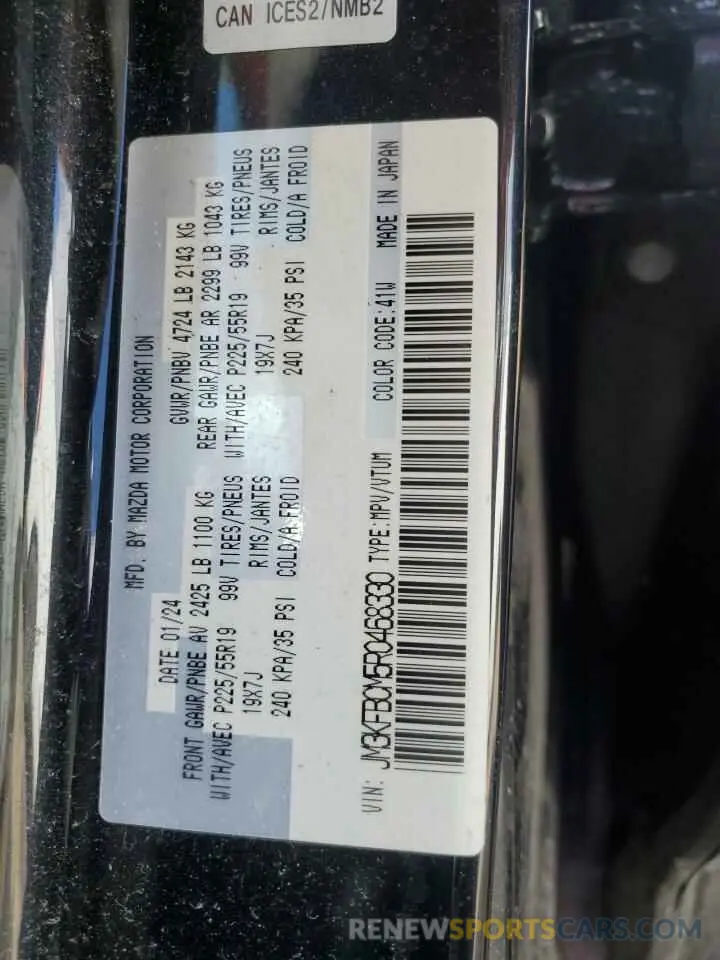 CAN ICES2/NMB2
MFD. BY MAZDA MOTOR CORPORATION
DATE 01/24 GVWR/PNBV 4724 LB 2143 KG
FRONT GAWR/PNBE AV 2425 LB 1100 KG REAR GAWR/PNBE AR 2299 LB 1043 KG
WITH/AVEC P225/55R19 99V TIRES/PNEUS WITH/AVEC P225/55R19 99V TIRES/PNEUS
19X7J RIMS/JANTES 19X7J RIMS/JANTES
240 KPA/35 PSI COLD/A FROID 240 KPA/35 PSI COLD/A FROID
VIN: JM3KFBCM5R0468330 TYPE:MPV/VTUM COLOR CODE:41W MADE IN JAPAN
RENEWSPORTSCARS.COM